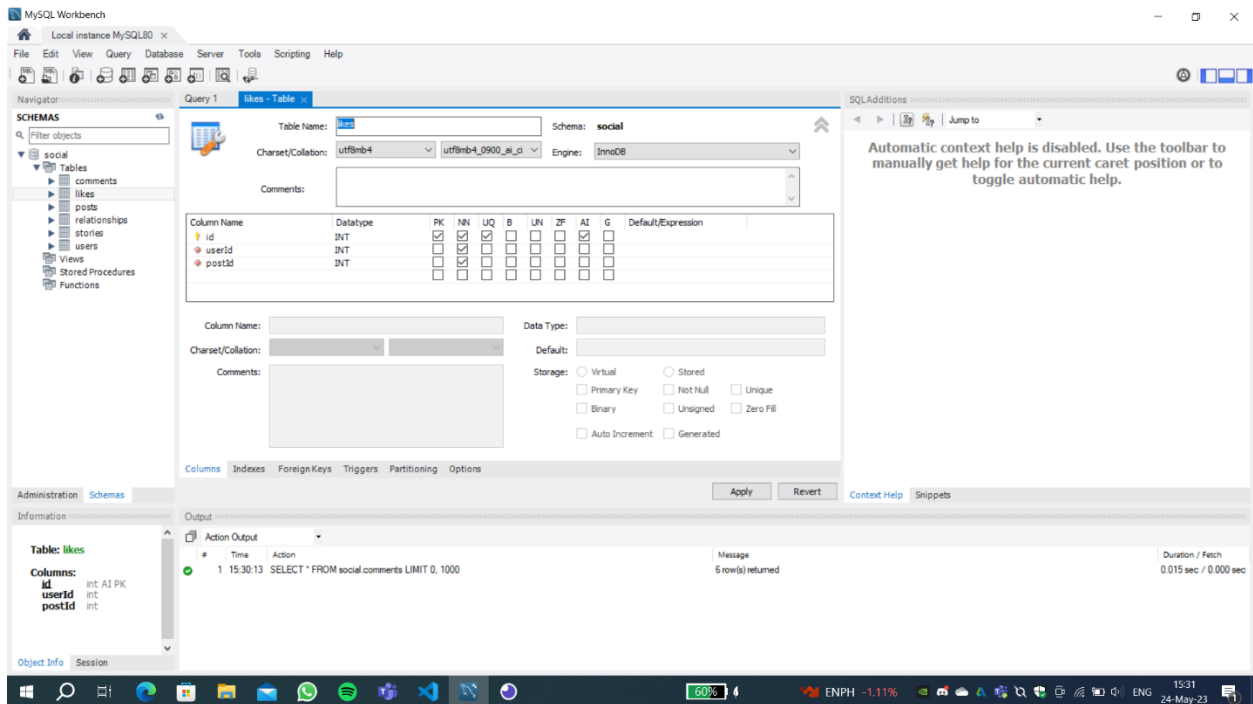 MySQL Workbench
Local instance MySQL80
File Edit View Query Database Server Tools Scripting Help
Navigator
SCHEMAS
Filter objects
social
Tables
comments
likes
posts
relationships
stories
users
Views
Stored Procedures
Functions
Administration Schemas
Information
Table: likes
Columns:
id int AI PK
userId int
postId int
Object Info Session
Query 1 likes - Table
Table Name: likes Schema: social
Charset/Collation: utf8mb4 utf8mb4_0900_ai_ci Engine: InnoDB
Comments:
Column Name Datatype PK NN UQ B UN ZF AI G Default/Expression
id INT
userId INT
postId INT
Column Name: Data Type:
Charset/Collation: Default:
Comments: Storage: Virtual Stored
Primary Key Not Null Unique
Binary Unsigned Zero Fill
Auto Increment Generated
Columns Indexes Foreign Keys Triggers Partitioning Options
Apply Revert
SQLAdditions
Jump to
Automatic context help is disabled. Use the toolbar to
manually get help for the current caret position or to
toggle automatic help.
Context Help Snippets
Output
Action Output
# Time Action Message Duration / Fetch
1 15:30:13 SELECT * FROM social.comments LIMIT 0, 1000 6 row(s) returned 0.015 sec / 0.000 sec
60% ENPH -1.11% ENG 15:31
24-May-23
1